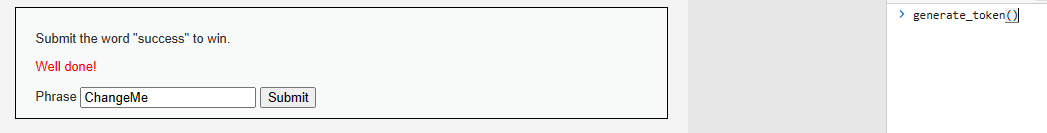 Submit the word "success" to win.
Well done!
Phrase ChangeMe Submit
> generate_token()